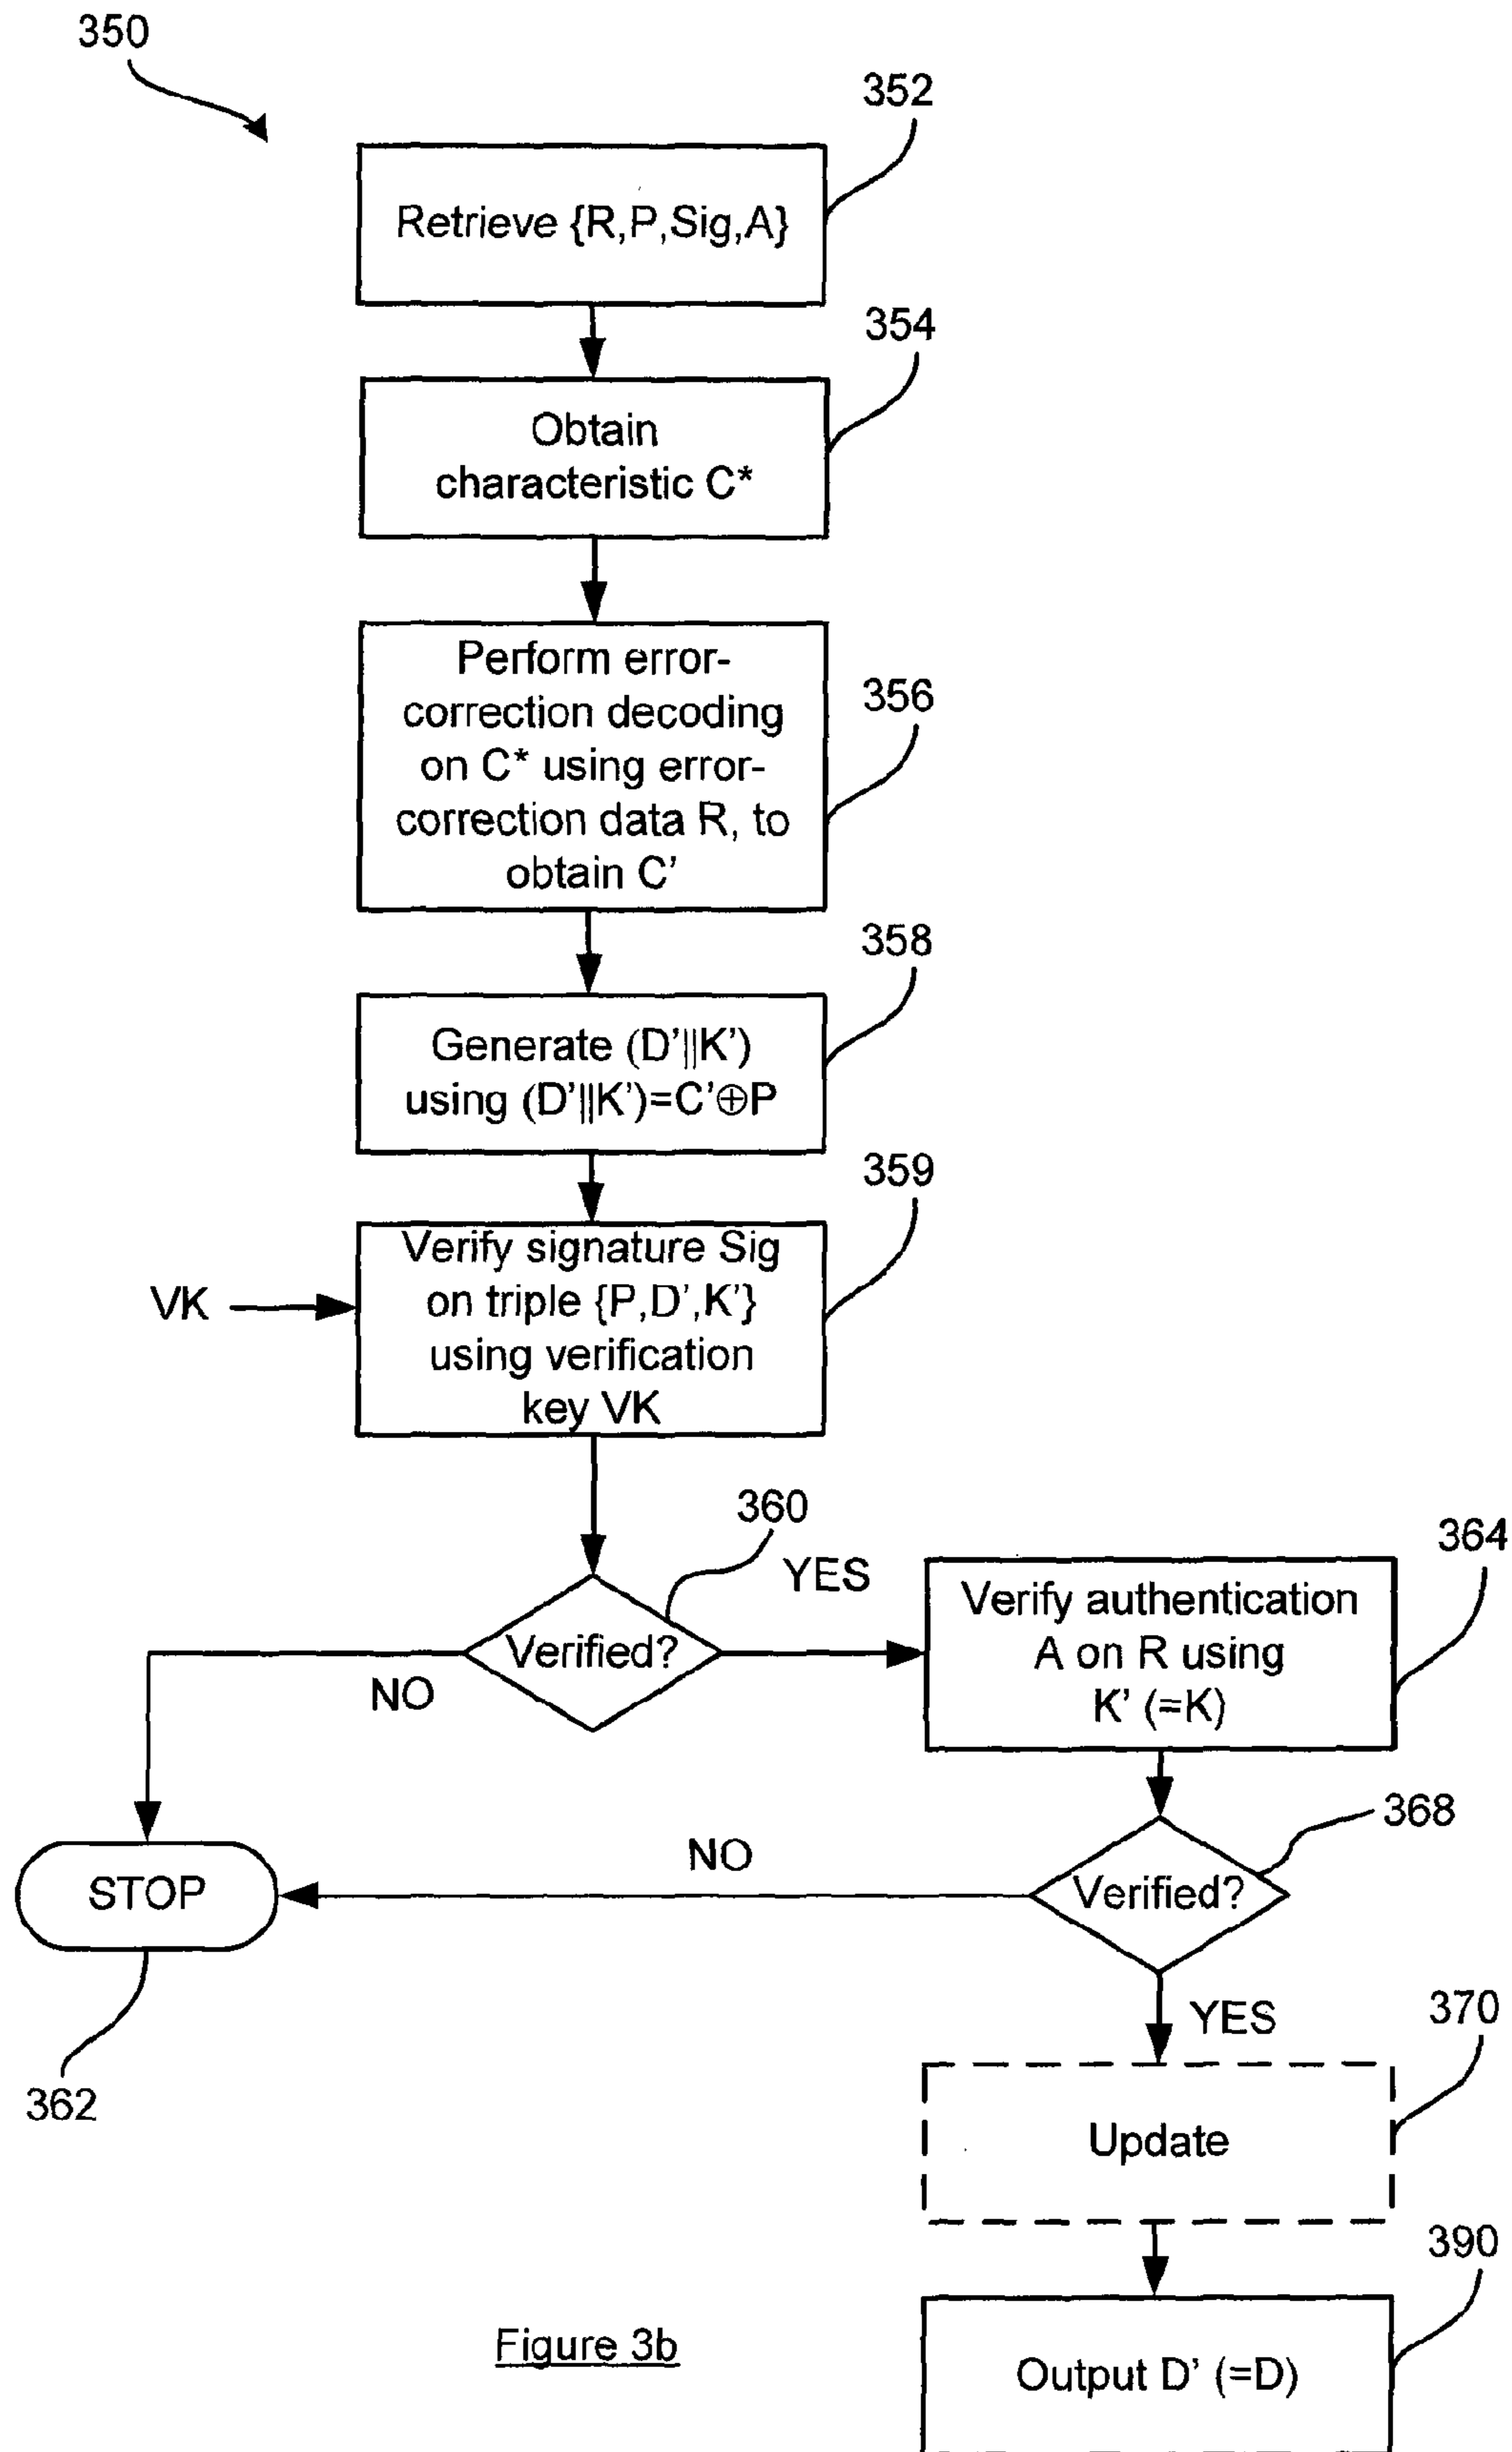 350
352
Retrieve {R,P,Sig,A}
354
Obtain
characteristic C*
Perform error-
correction decoding
on C* using error-
correction data R, to
obtain C’
356
358
Generate (D’||K’)
using (D’||K’)=C’⊕P
359
Verify signature Sig
on triple {P,D’,K’}
using verification
key VK
VK
360
YES
364
Verify authentication
A on R using
K’ (=K)
Verified?
NO
368
NO
STOP
Verified?
YES
370
362
Update
390
Figure 3b
Output D’ (=D)